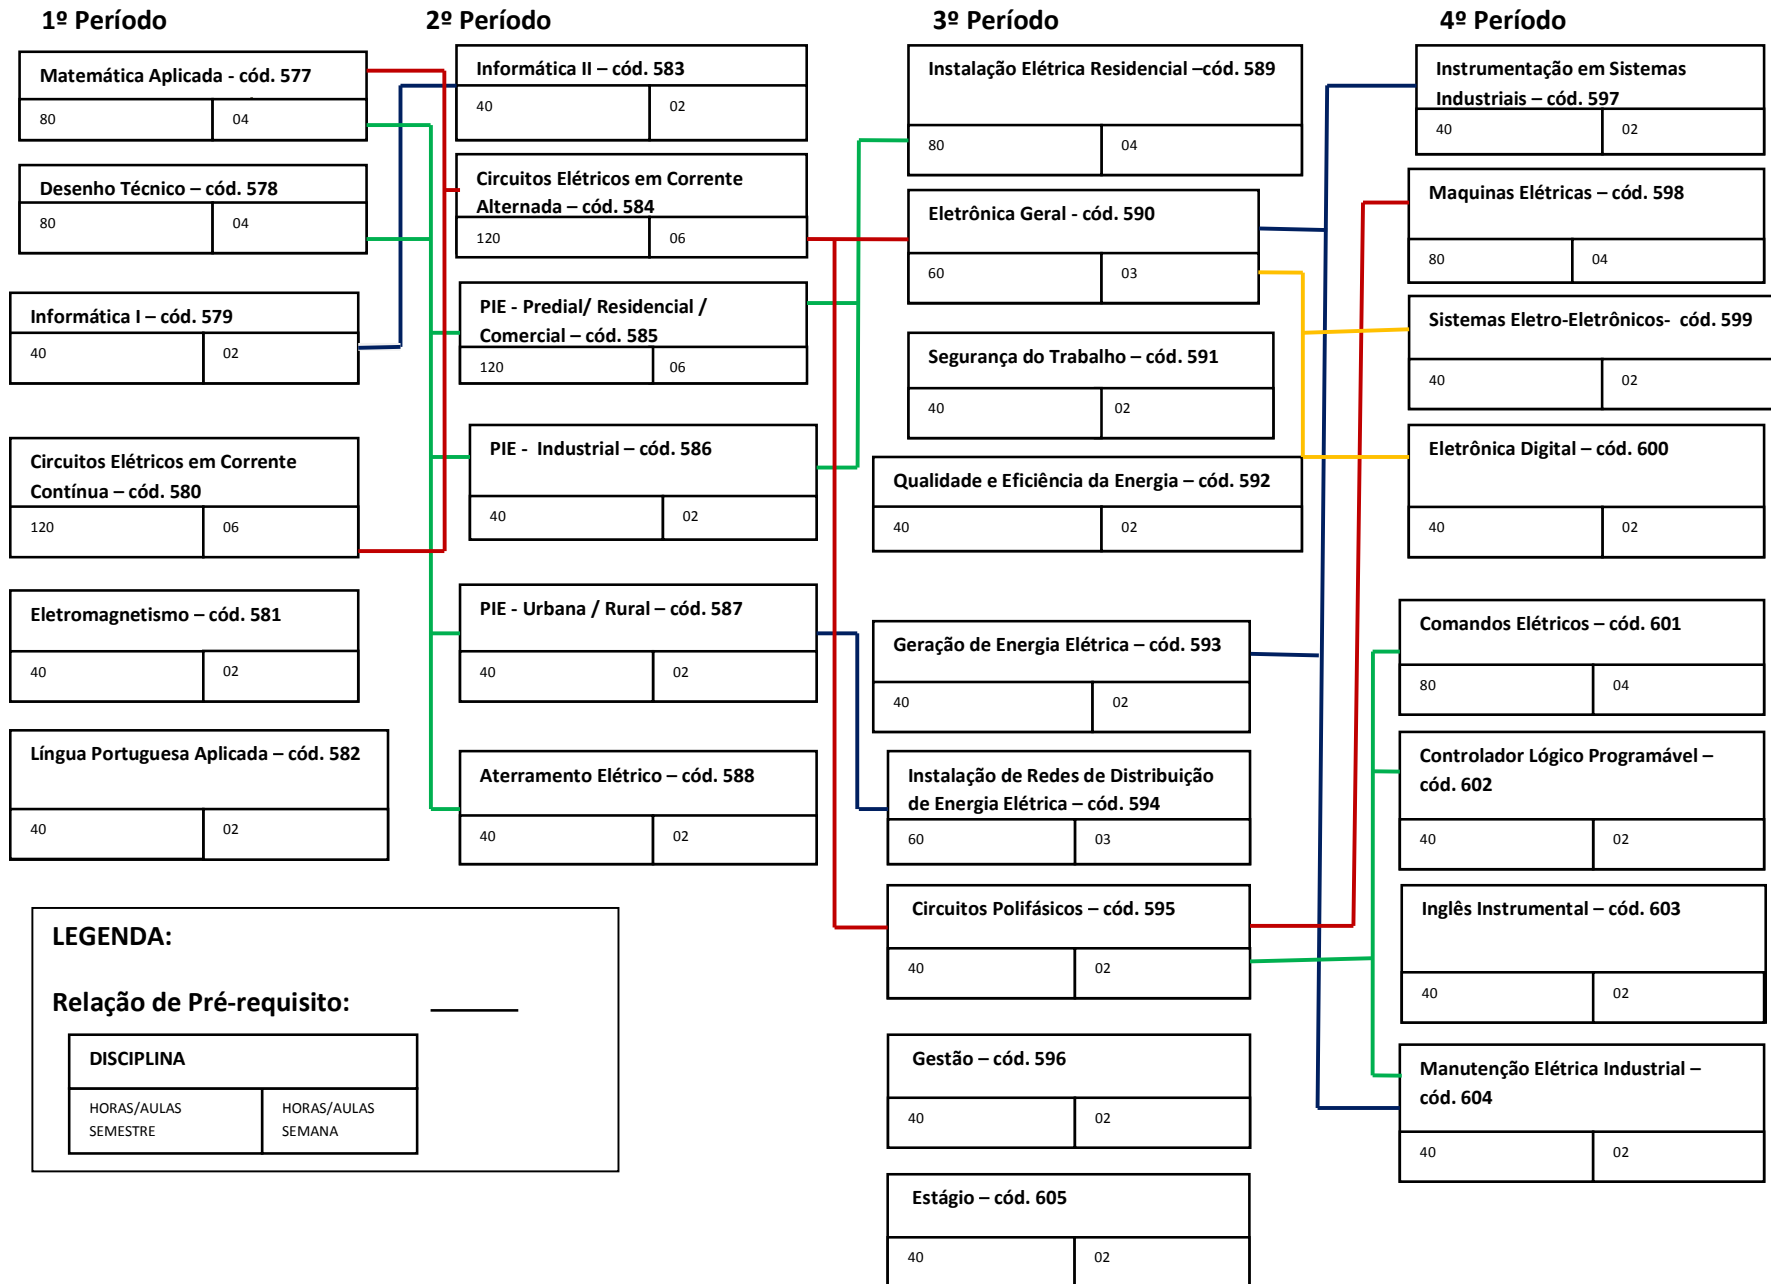 1º Período
Matemática Aplicada - cód. 577
80 04
Desenho Técnico – cód. 578
80 04
Informática I – cód. 579
40 02
Circuitos Elétricos em Corrente
Contínua – cód. 580
120 06
Eletromagnetismo – cód. 581
40 02
Língua Portuguesa Aplicada – cód. 582
40 02
2º Período
Informática II – cód. 583
40 02
Circuitos Elétricos em Corrente
Alternada – cód. 584
120 06
PIE - Predial/ Residencial /
Comercial – cód. 585
120 06
PIE - Industrial – cód. 586
40 02
PIE - Urbana / Rural – cód. 587
40 02
Aterramento Elétrico – cód. 588
40 02
3º Período
Instalação Elétrica Residencial –cód. 589
80 04
Eletrônica Geral - cód. 590
60 03
Segurança do Trabalho – cód. 591
40 02
Qualidade e Eficiência da Energia – cód. 592
40 02
Geração de Energia Elétrica – cód. 593
40 02
Instalação de Redes de Distribuição
de Energia Elétrica – cód. 594
60 03
Circuitos Polifásicos – cód. 595
40 02
Gestão – cód. 596
40 02
Estágio – cód. 605
40 02
4º Período
Instrumentação em Sistemas
Industriais – cód. 597
40 02
Maquinas Elétricas – cód. 598
80 04
Sistemas Eletro-Eletrônicos- cód. 599
40 02
Eletrônica Digital – cód. 600
40 02
Comandos Elétricos – cód. 601
80 04
Controlador Lógico Programável –
cód. 602
40 02
Inglês Instrumental – cód. 603
40 02
Manutenção Elétrica Industrial –
cód. 604
40 02
LEGENDA:
Relação de Pré-requisito:
DISCIPLINA
HORAS/AULAS HORAS/AULAS
SEMESTRE SEMANA